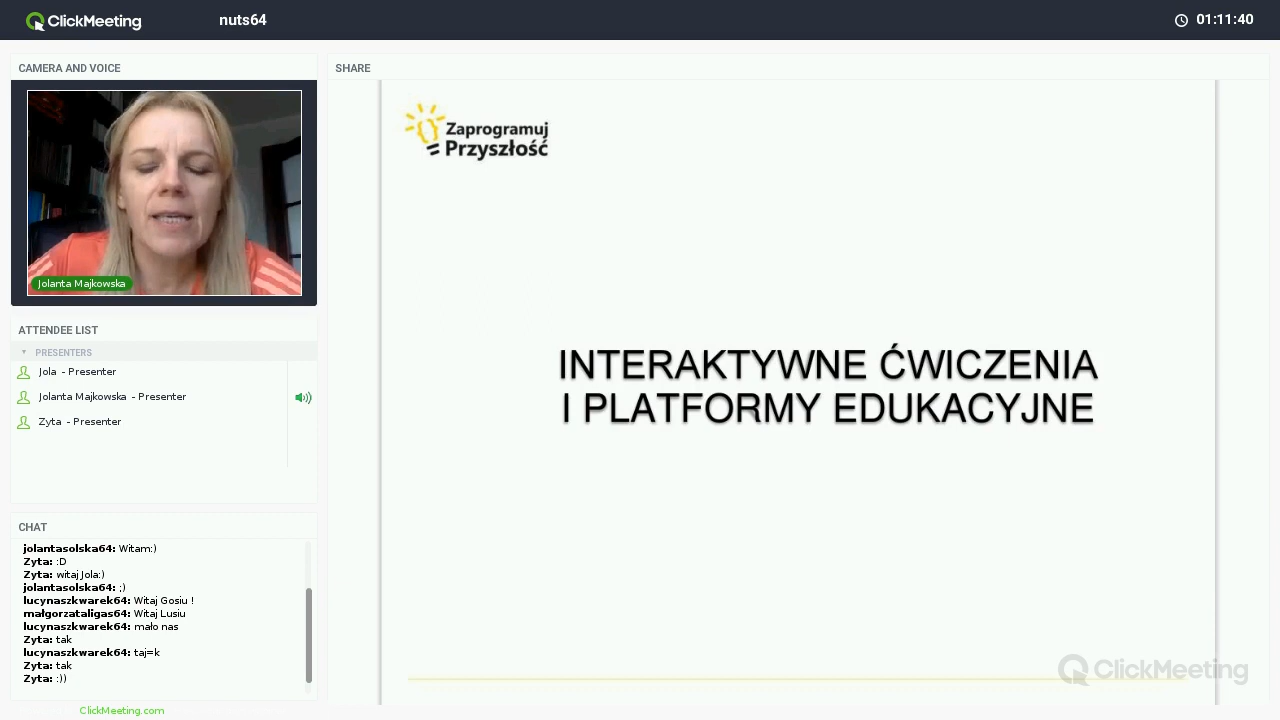 ClickMeeting
nuts64
01:11:40
CAMERA AND VOICE
SHARE
Jolanta Majkowska
Zaprogramuj
Przyszłość
INTERAKTYWNE ĆWICZENIA
I PLATFORMY EDUKACYJNE
ATTENDEE LIST
PRESENTERS
Jola - Presenter
Jolanta Majkowska - Presenter
Zyta - Presenter
CHAT
jolantasolska64: Witam:)
Zyta: :D
Zyta: witaj Jola:)
jolantasolska64: ;)
lucynaszkwarek64: Witaj Gosiu !
małgorzataligas64: Witaj Lusiu
lucynaszkwarek64: mało nas
Zyta: tak
lucynaszkwarek64: taj=k
Zyta: tak
Zyta: :))
ClickMeeting
ClickMeeting.com